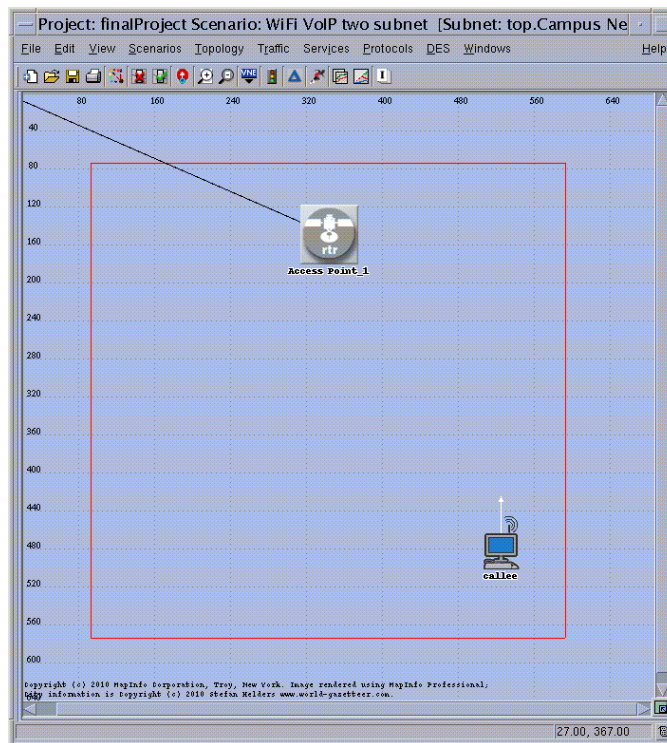 Project: finalProject Scenario: WiFi VoIP two subnet [Subnet: top.Campus Ne
File Edit View Scenarios Topology Traffic Services Protocols DES Windows Help
VNE
80 160 240 320 400 480 560 640
40
80
120
160
200
240
280
320
360
400
440
480
520
560
600
rtr
Access Point_1
callee
Copyright (c) 2010 MapInfo Corporation, Troy, New York. Image rendered using MapInfo Professional;
City information is Copyright (c) 2010 Stefan Helders www.world-gazetteer.com.
27.00, 367.00